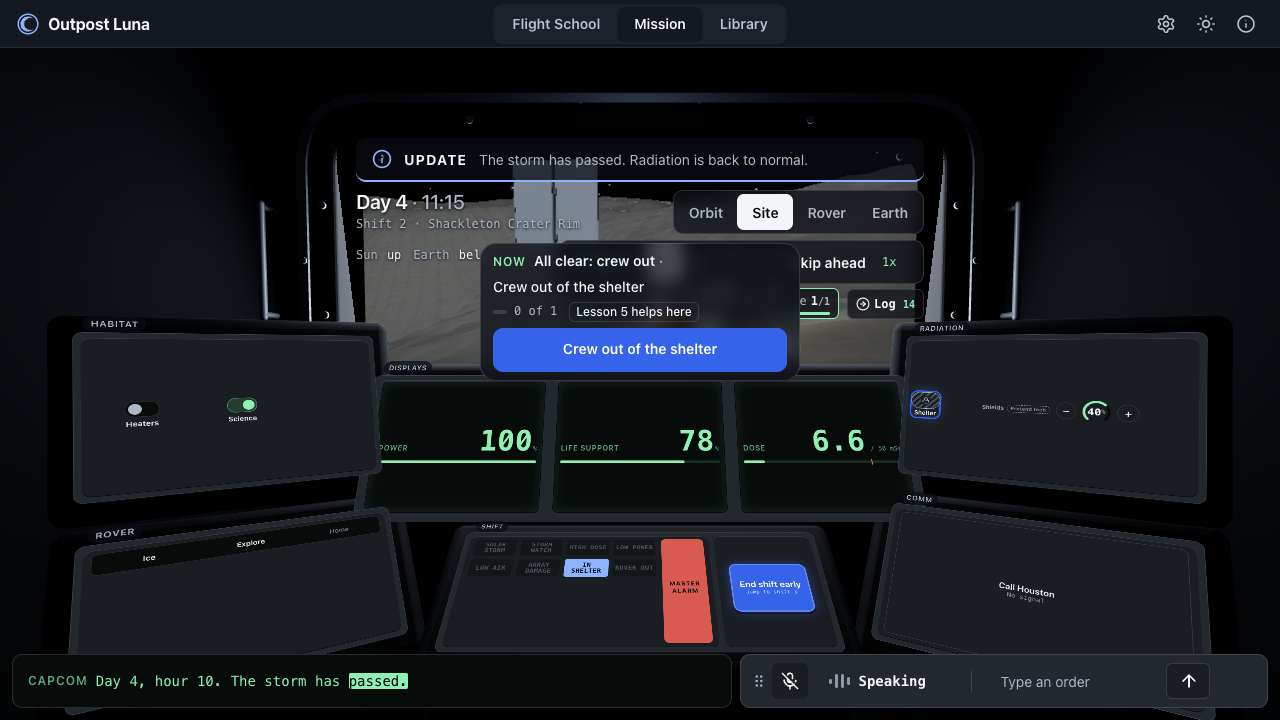 Outpost Luna
Flight School
Mission
Library
UPDATE The storm has passed. Radiation is back to normal.
Day 4 · 11:15
Shift 2 · Shackleton Crater Rim
Sun up Earth bel
Orbit
Site
Rover
Earth
kip ahead 1x
e 1/1
Log 14
NOW All clear: crew out ·
Crew out of the shelter
0 of 1
Lesson 5 helps here
Crew out of the shelter
HABITAT
Heaters
Science
DISPLAYS
POWER 100%
LIFE SUPPORT 78%
DOSE 6.6 / 50 mS
RADIATION
Shelter
Shields
Pretend tech
− 40% +
ROVER
Ice
Explore
Home
SHIFT
SOLAR STORM
STORM WATCH
HIGH DOSE
LOW POWER
LOW AIR
ARRAY DAMAGE
IN SHELTER
ROVER OUT
MASTER ALARM
End shift early
COMM
Call Houston
No signal
CAPCOM Day 4, hour 10. The storm has passed.
Speaking
Type an order